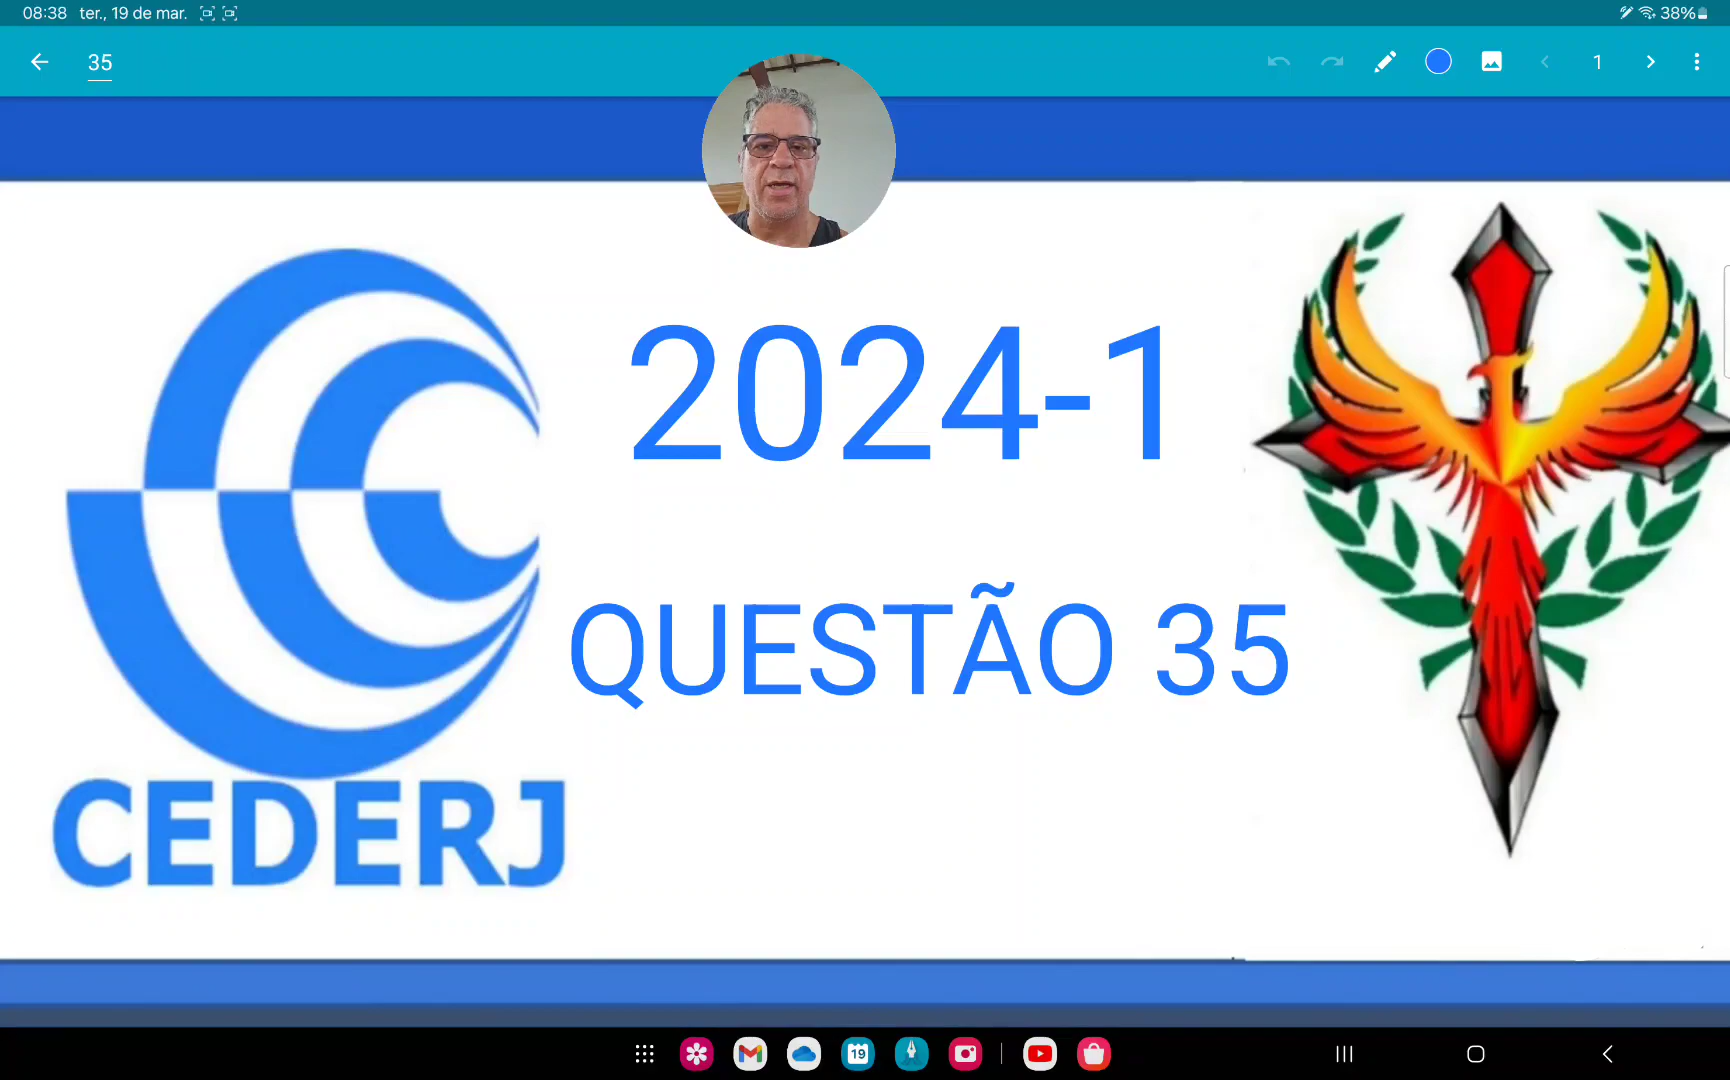 08:38 ter., 19 de mar.
38%
35
1
2024-1
QUESTÃO 35
CEDERJ
19